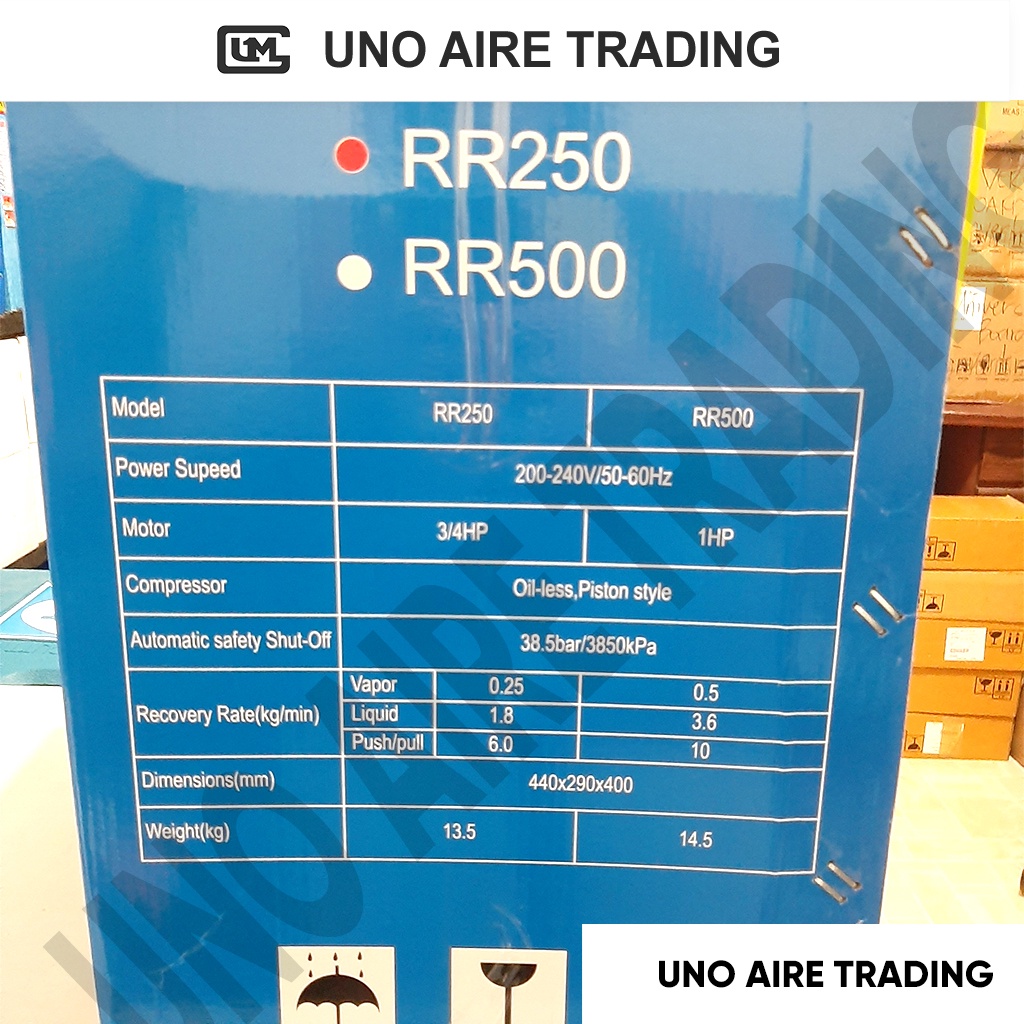 UNO AIRE TRADING
RR250
RR500
Model RR250 RR500
Power Supeed 200-240V/50-60Hz
Motor 3/4HP 1HP
Compressor Oil-less,Piston style
Automatic safety Shut-Off 38.5bar/3850kPa
Recovery Rate(kg/min) Vapor 0.25 0.5
Liquid 1.8 3.6
Push/pull 6.0 10
Dimensions(mm) 440x290x400
Weight(kg) 13.5 14.5
UNO AIRE TRADING
UNO AIRE TRADING